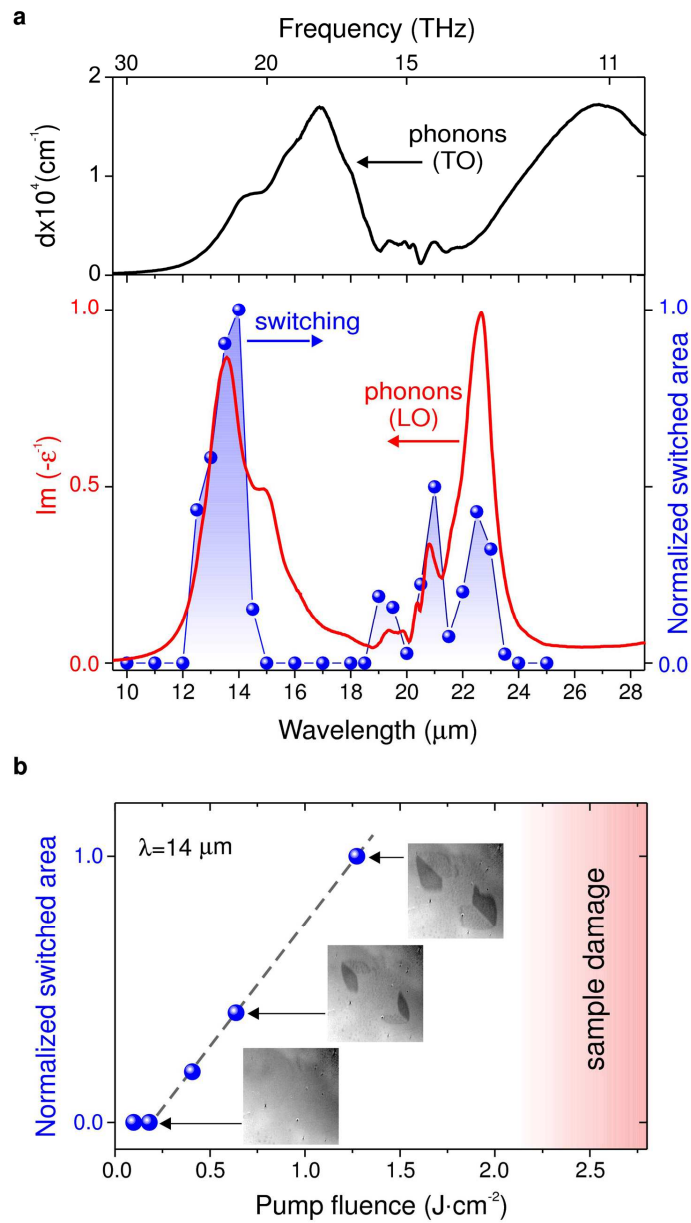 a
Frequency (THz)
30 20 15 11
2
1
0
dx10⁴(cm⁻¹)
phonons
(TO)
1.0
0.5
0.0
Im (-ε⁻¹)
switching
phonons
(LO)
1.0
0.0
Normalized switched area
10 12 14 16 18 20 22 24 26 28
Wavelength (μm)
b
λ=14 μm
1.0
0.0
Normalized switched area
sample damage
0.0 0.5 1.0 1.5 2.0 2.5
Pump fluence (J·cm⁻²)